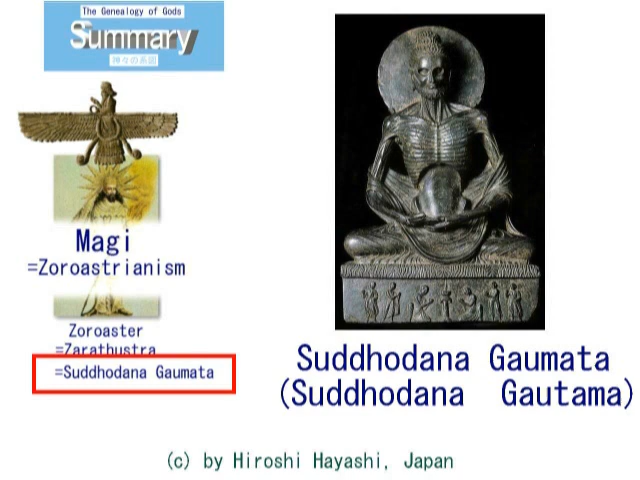 The Genealogy of Gods
Summary
神々の系図
Magi
=Zoroastrianism
Zoroaster
=Zarathustra
=Suddhodana Gaumata
Suddhodana Gaumata
(Suddhodana Gautama)
(c) by Hiroshi Hayashi, Japan